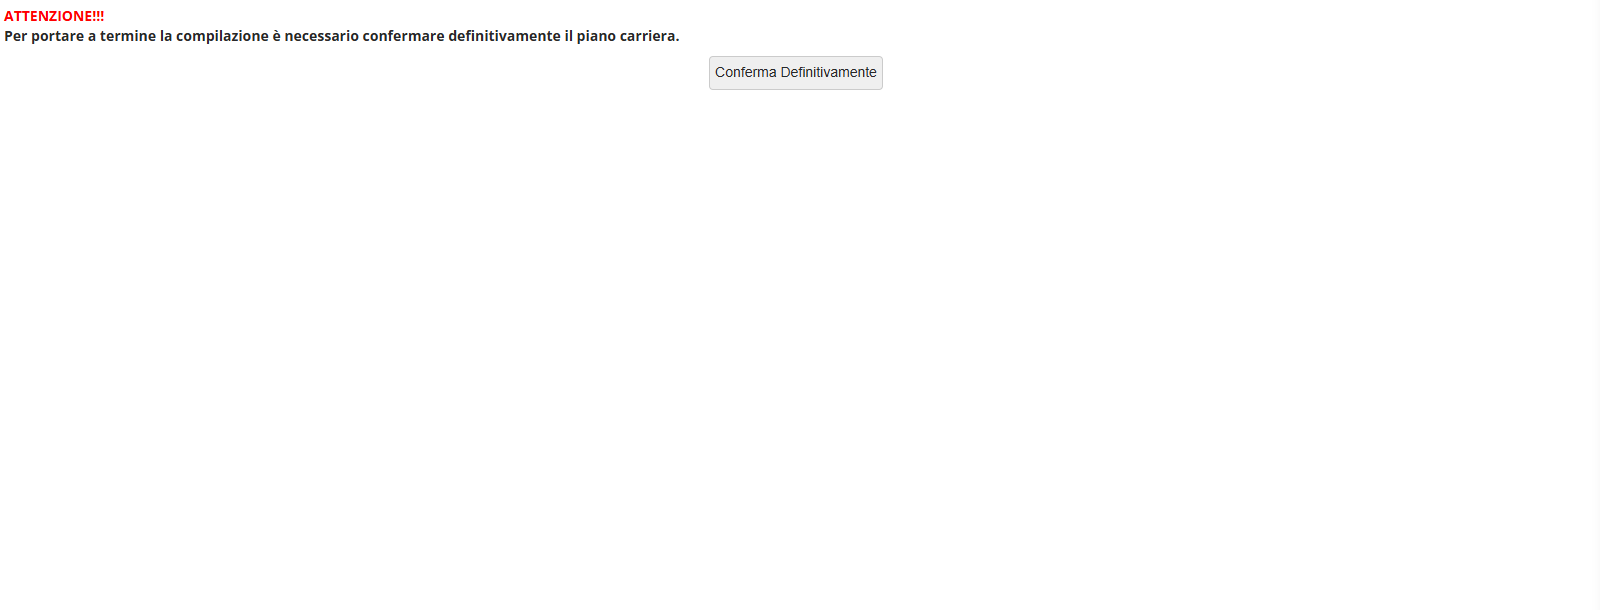 ATTENZIONE!!!
Per portare a termine la compilazione è necessario confermare definitivamente il piano carriera.
Conferma Definitivamente